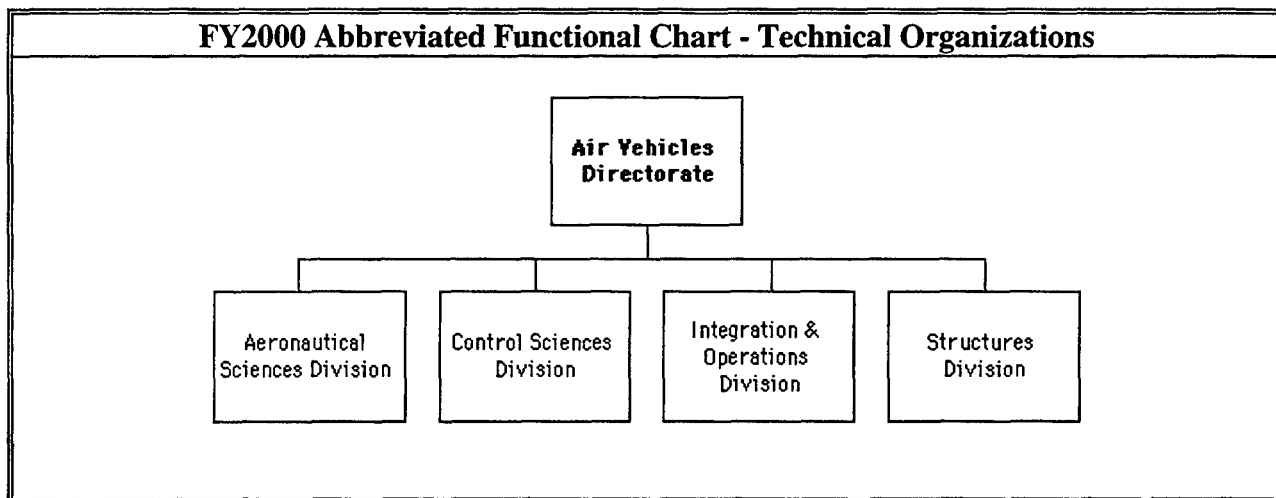 FY2000 Abbreviated Functional Chart - Technical Organizations
Air Vehicles
Directorate
Aeronautical
Sciences Division
Control Sciences
Division
Integration &
Operations
Division
Structures
Division